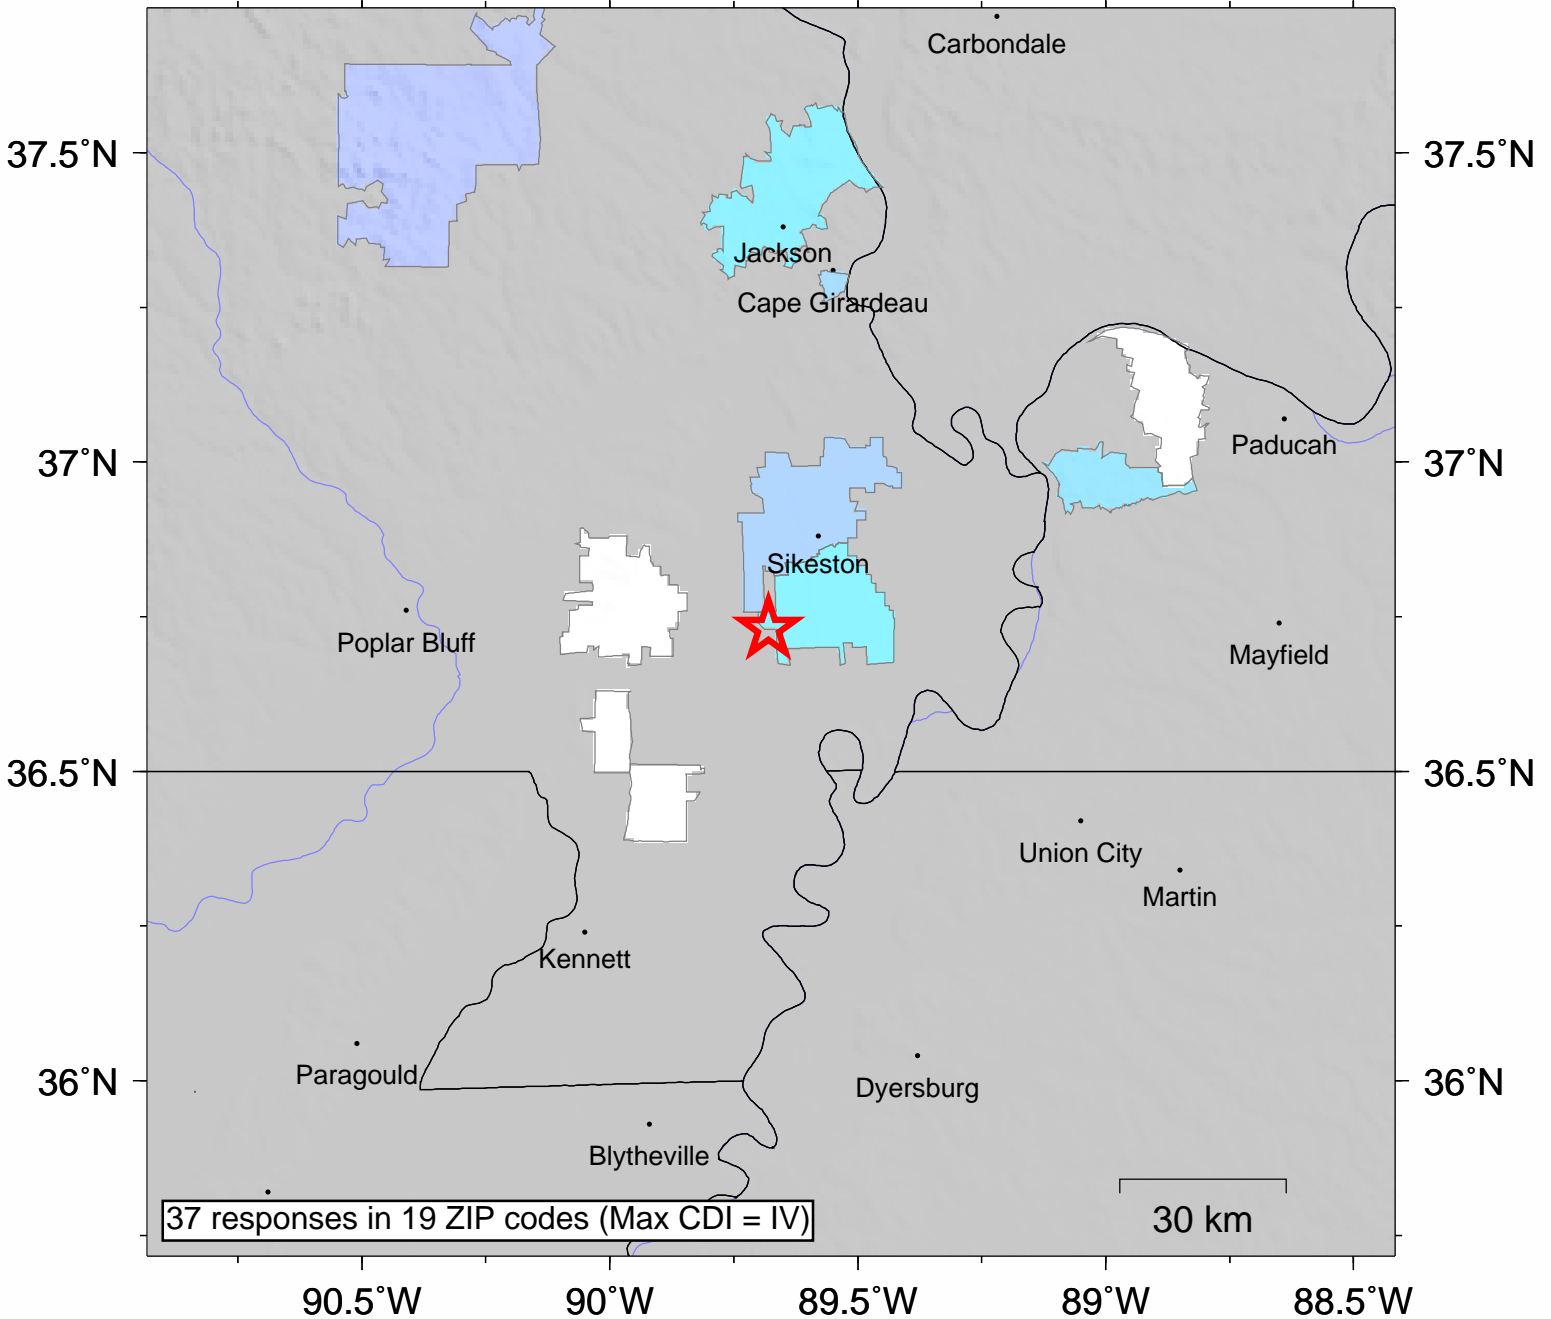 Carbondale
37.5°N
37.5°N
Jackson
Cape Girardeau
Paducah
37°N
37°N
Sikeston
Poplar Bluff
Mayfield
36.5°N
36.5°N
Union City
Martin
Kennett
Paragould
36°N
36°N
Dyersburg
Blytheville
37 responses in 19 ZIP codes (Max CDI = IV)
30 km
90.5°W
90°W
89.5°W
89°W
88.5°W